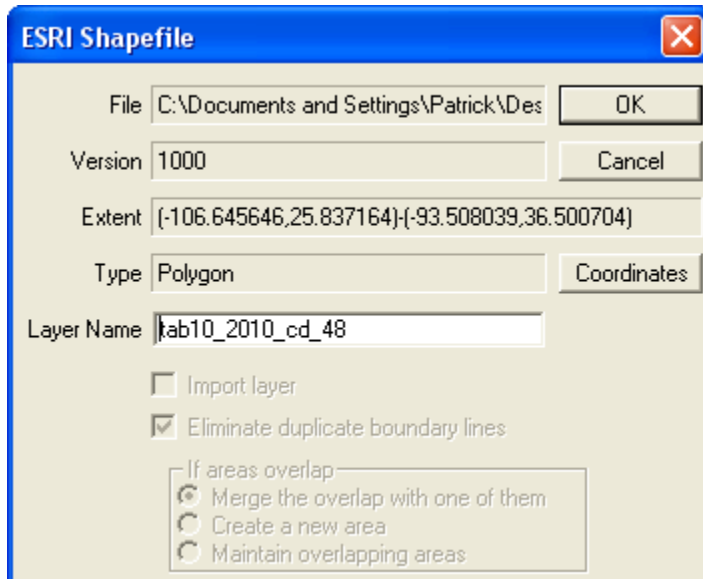 ESRI Shapefile
File C:\Documents and Settings\Patrick\Des OK
Version 1000 Cancel
Extent (-106.645646,25.837164)-(-93.508039,36.500704)
Type Polygon Coordinates
Layer Name tab10_2010_cd_48
Import layer
Eliminate duplicate boundary lines
If areas overlap
Merge the overlap with one of them
Create a new area
Maintain overlapping areas